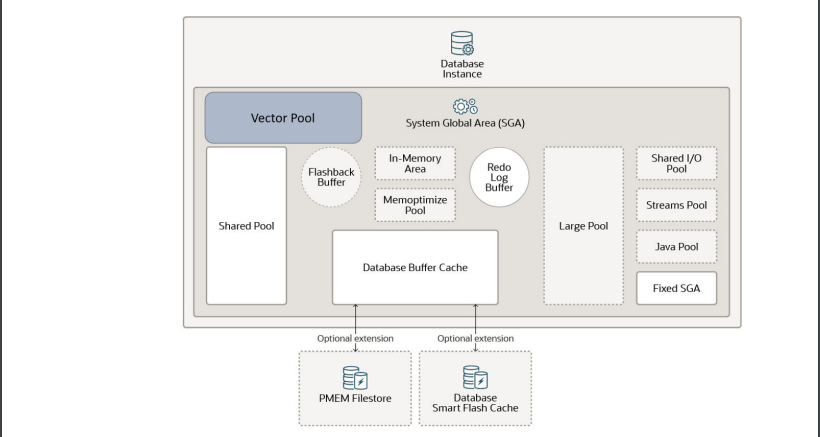 Database
Instance
Vector Pool
System Global Area (SGA)
Shared Pool
Flashback
Buffer
In-Memory
Area
Memoptimize
Pool
Redo
Log
Buffer
Database Buffer Cache
Large Pool
Shared I/O
Pool
Streams Pool
Java Pool
Fixed SGA
Optional extension
Optional extension
PMEM Filestore
Database
Smart Flash Cache